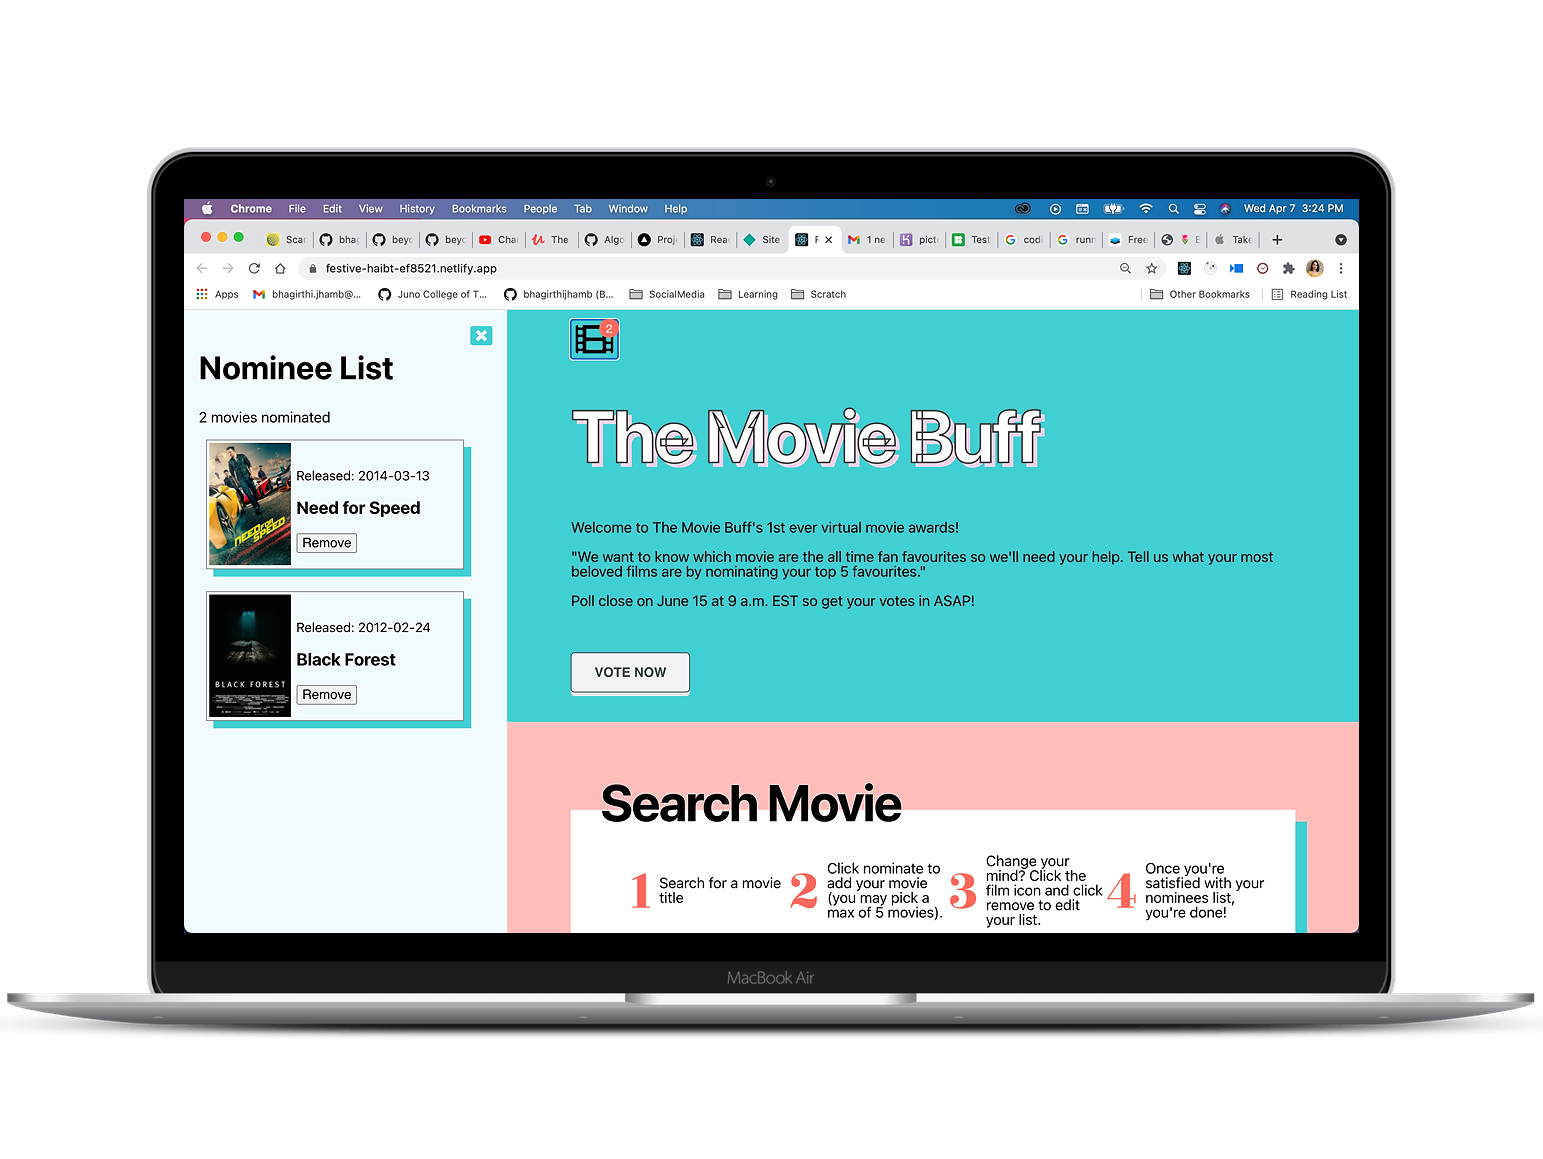 Chrome File Edit View History Bookmarks People Tab Window Help Wed Apr 7 3:24 PM
Scar bhag beyc beyc Char The Algo Proje Reac Site F 1 ne pict Test codi runr Free E Take
festive-haibt-ef8521.netlify.app
Apps bhagirthi.jhamb@... Juno College of T... bhagirthijhamb (B... SocialMedia Learning Scratch Other Bookmarks Reading List
Nominee List
2 movies nominated
NEED FOR
SPEED
Released: 2014-03-13
Need for Speed
Remove
BLACK FOREST
Released: 2012-02-24
Black Forest
Remove
2
The Movie Buff
Welcome to The Movie Buff's 1st ever virtual movie awards!
"We want to know which movie are the all time fan favourites so we'll need your help. Tell us what your most
beloved films are by nominating your top 5 favourites."
Poll close on June 15 at 9 a.m. EST so get your votes in ASAP!
VOTE NOW
Search Movie
1
Search for a movie
title
2
Click nominate to
add your movie
(you may pick a
max of 5 movies).
3
Change your
mind? Click the
film icon and click
remove to edit
your list.
4
Once you're
satisfied with your
nominees list,
you're done!
MacBook Air